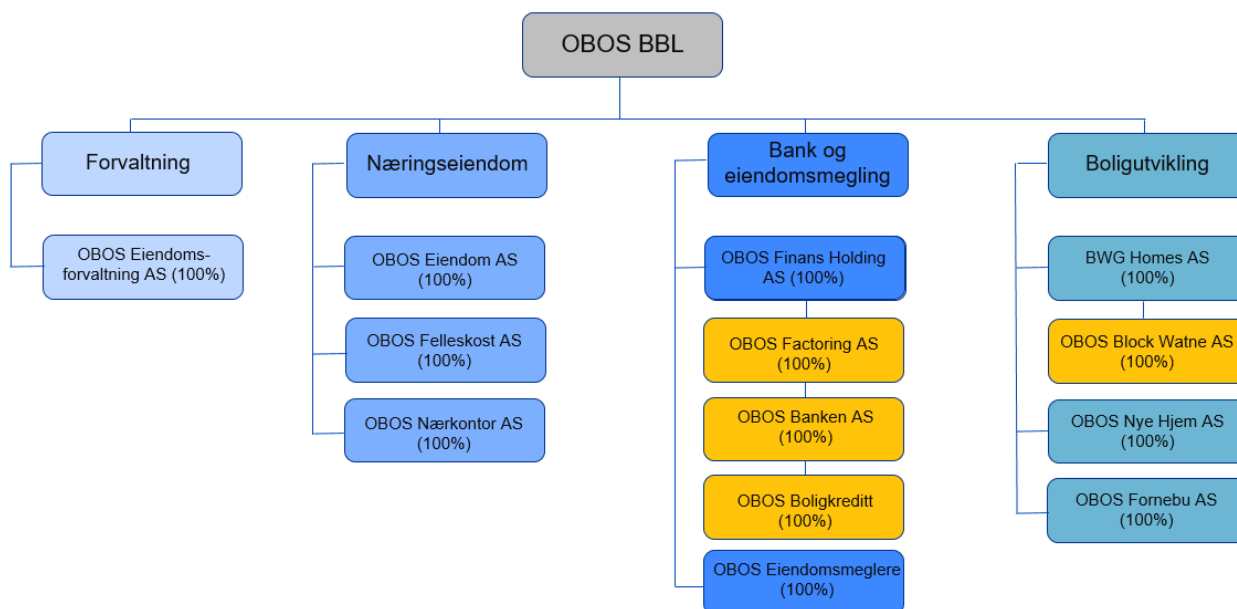 OBOS BBL
Forvaltning
OBOS Eiendoms-
forvaltning AS (100%)
Næringseiendom
OBOS Eiendom AS
(100%)
OBOS Felleskost AS
(100%)
OBOS Nærkontor AS
(100%)
Bank og
eiendomsmegling
OBOS Finans Holding
AS (100%)
OBOS Factoring AS
(100%)
OBOS Banken AS
(100%)
OBOS Boligkreditt
(100%)
OBOS Eiendomsmeglere
(100%)
Boligutvikling
BWG Homes AS
(100%)
OBOS Block Watne AS
(100%)
OBOS Nye Hjem AS
(100%)
OBOS Fornebu AS
(100%)